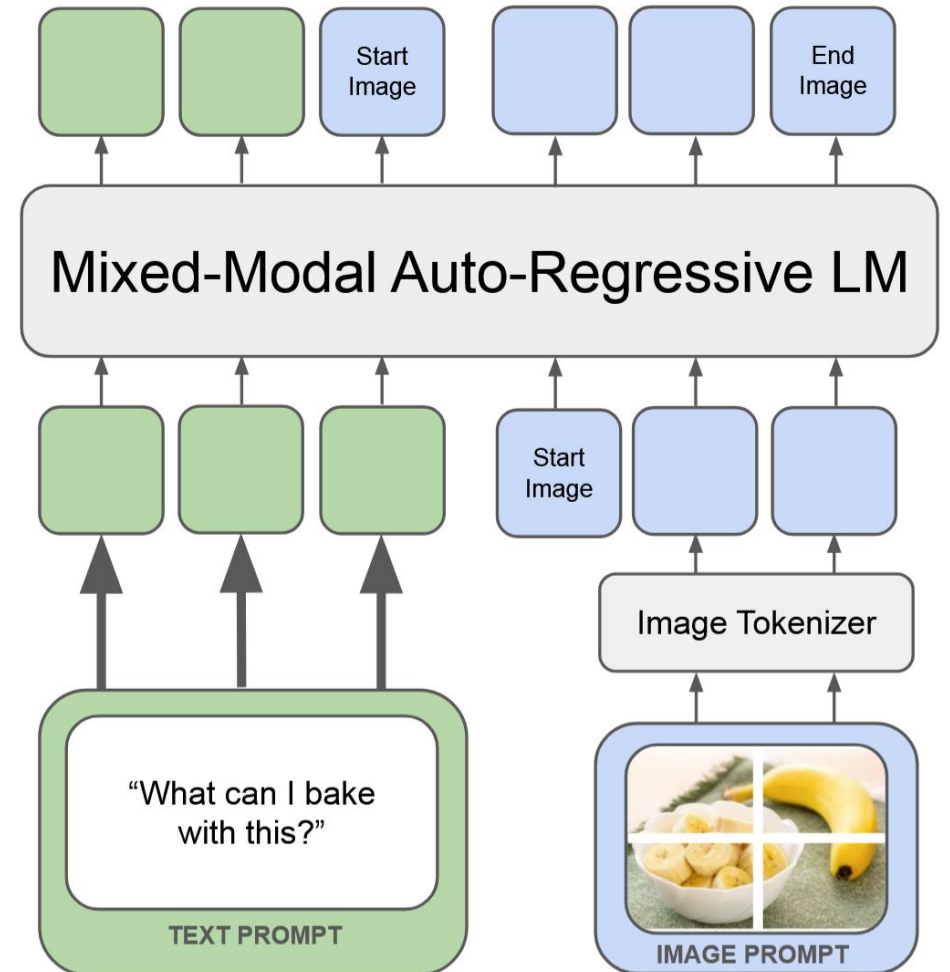 Start
Image
End
Image
Mixed-Modal Auto-Regressive LM
Start
Image
Image Tokenizer
“What can I bake
with this?”
TEXT PROMPT
IMAGE PROMPT